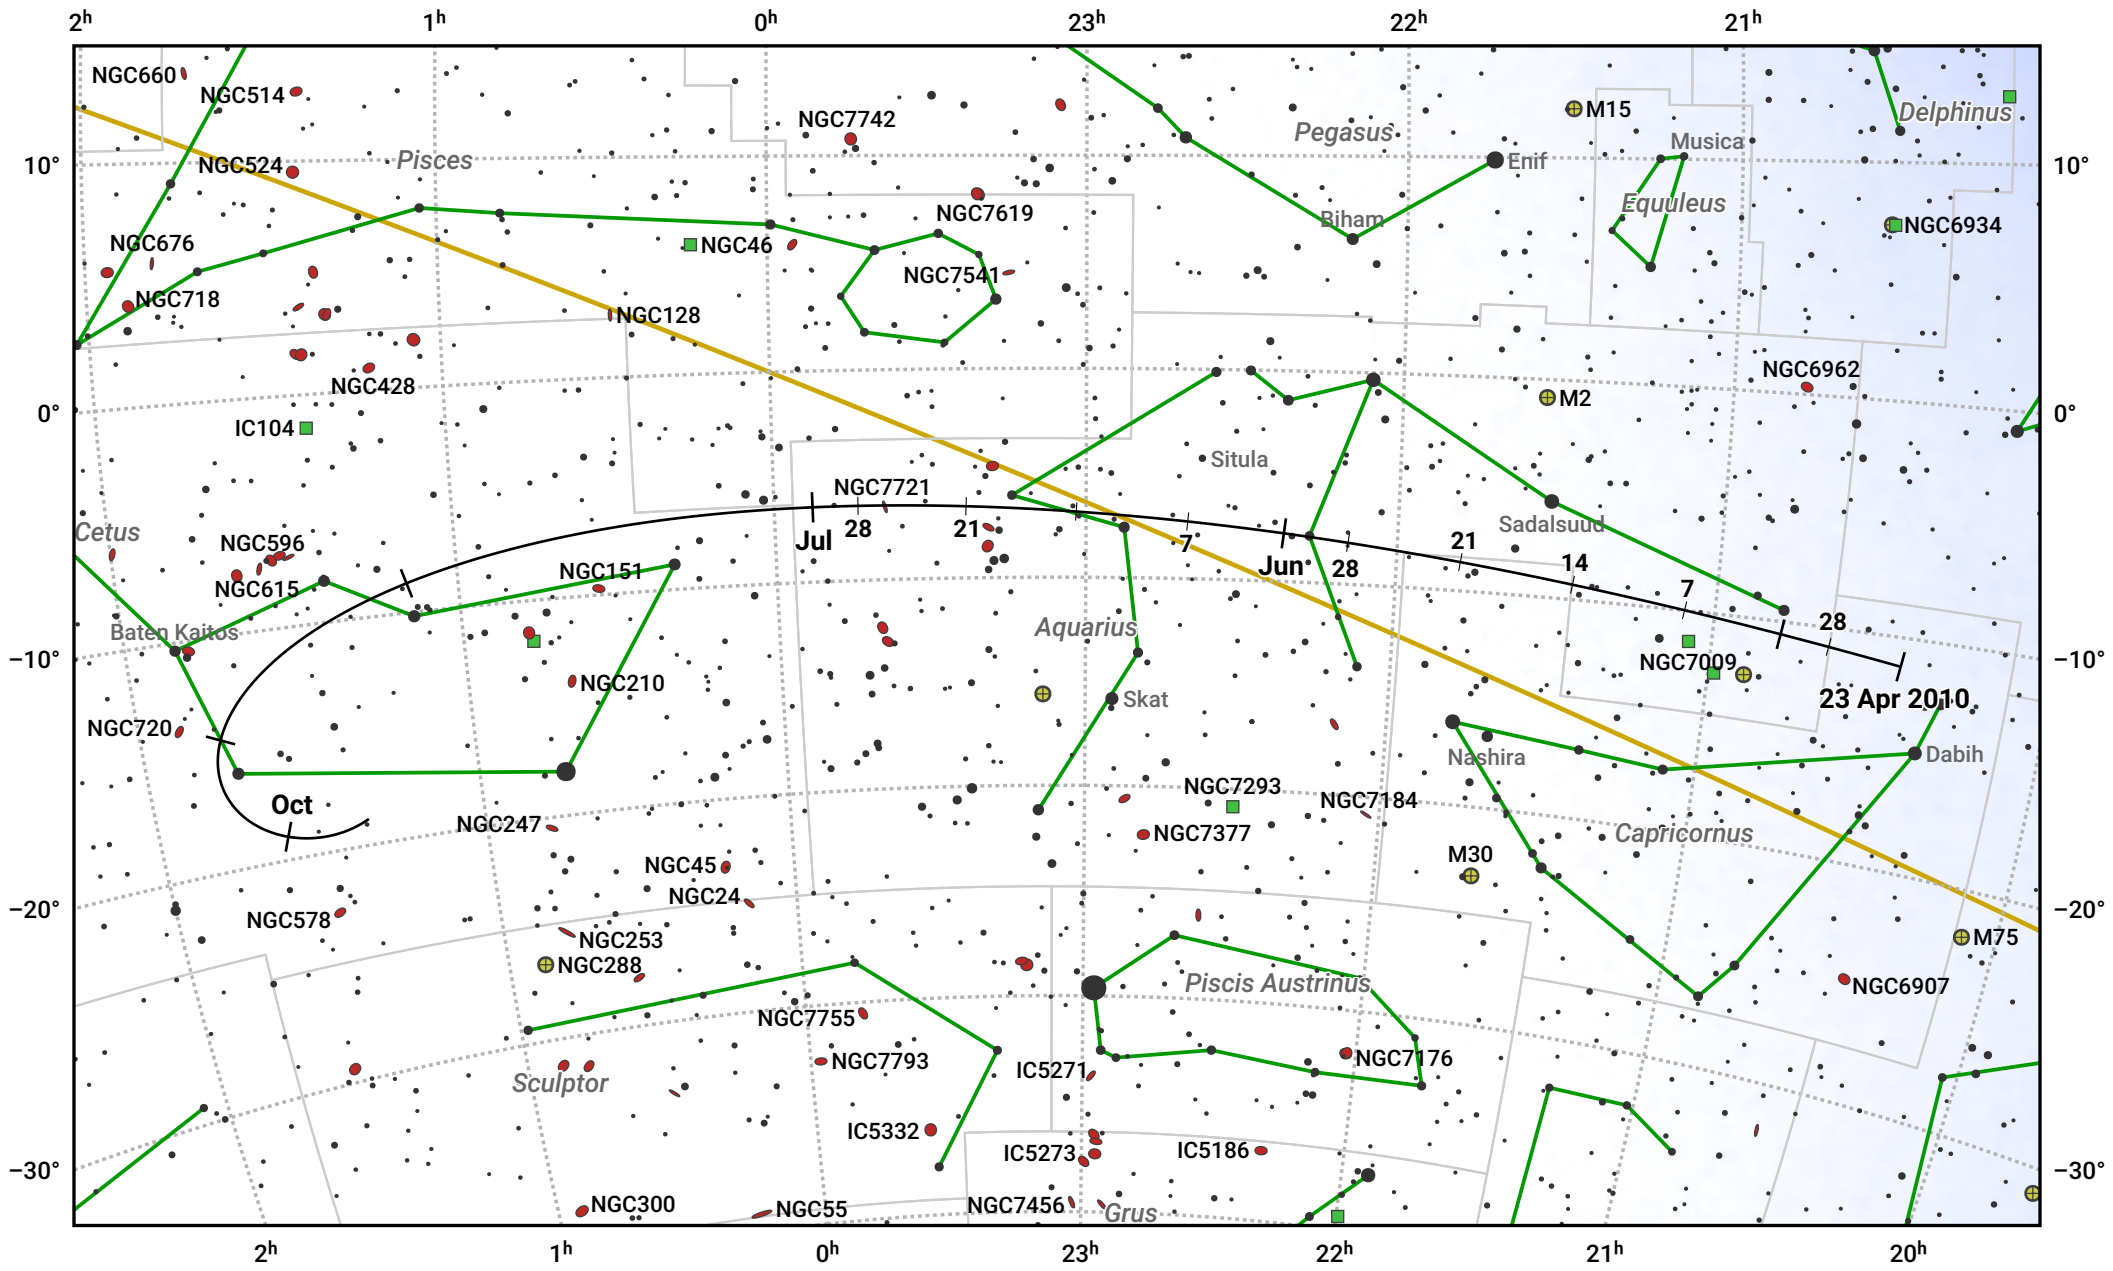 2ʰ 1ʰ 0ʰ 23ʰ 22ʰ 21ʰ
NGC660
NGC514
NGC7742
M15
Delphinus
Pegasus
Musica
10°
NGC524
Pisces
Enif
10°
NGC7619
Biham
Equuleus
NGC6934
NGC676
NGC46
NGC7541
NGC718
NGC128
NGC428
NGC6962
0°
IC104
M2
0°
Situla
NGC7721
Sadalsuud
Cetus
NGC596
Jul
28
21
7
Jun
28
21
14
7
28
NGC615
NGC151
Baten Kaitos
Aquarius
−10°
NGC7009
−10°
NGC210
Skat
23 Apr 2010
NGC720
Nashira
Dabih
Oct
NGC7293
NGC7184
NGC247
NGC7377
Capricornus
NGC45
M30
NGC24
−20°
NGC578
−20°
NGC253
M75
NGC288
Piscis Austrinus
NGC6907
NGC7755
NGC7793
NGC7176
Sculptor
IC5271
IC5332
IC5273
IC5186
−30°
−30°
NGC300
NGC55
NGC7456
Grus
2ʰ 1ʰ 0ʰ 23ʰ 22ʰ 21ʰ 20ʰ